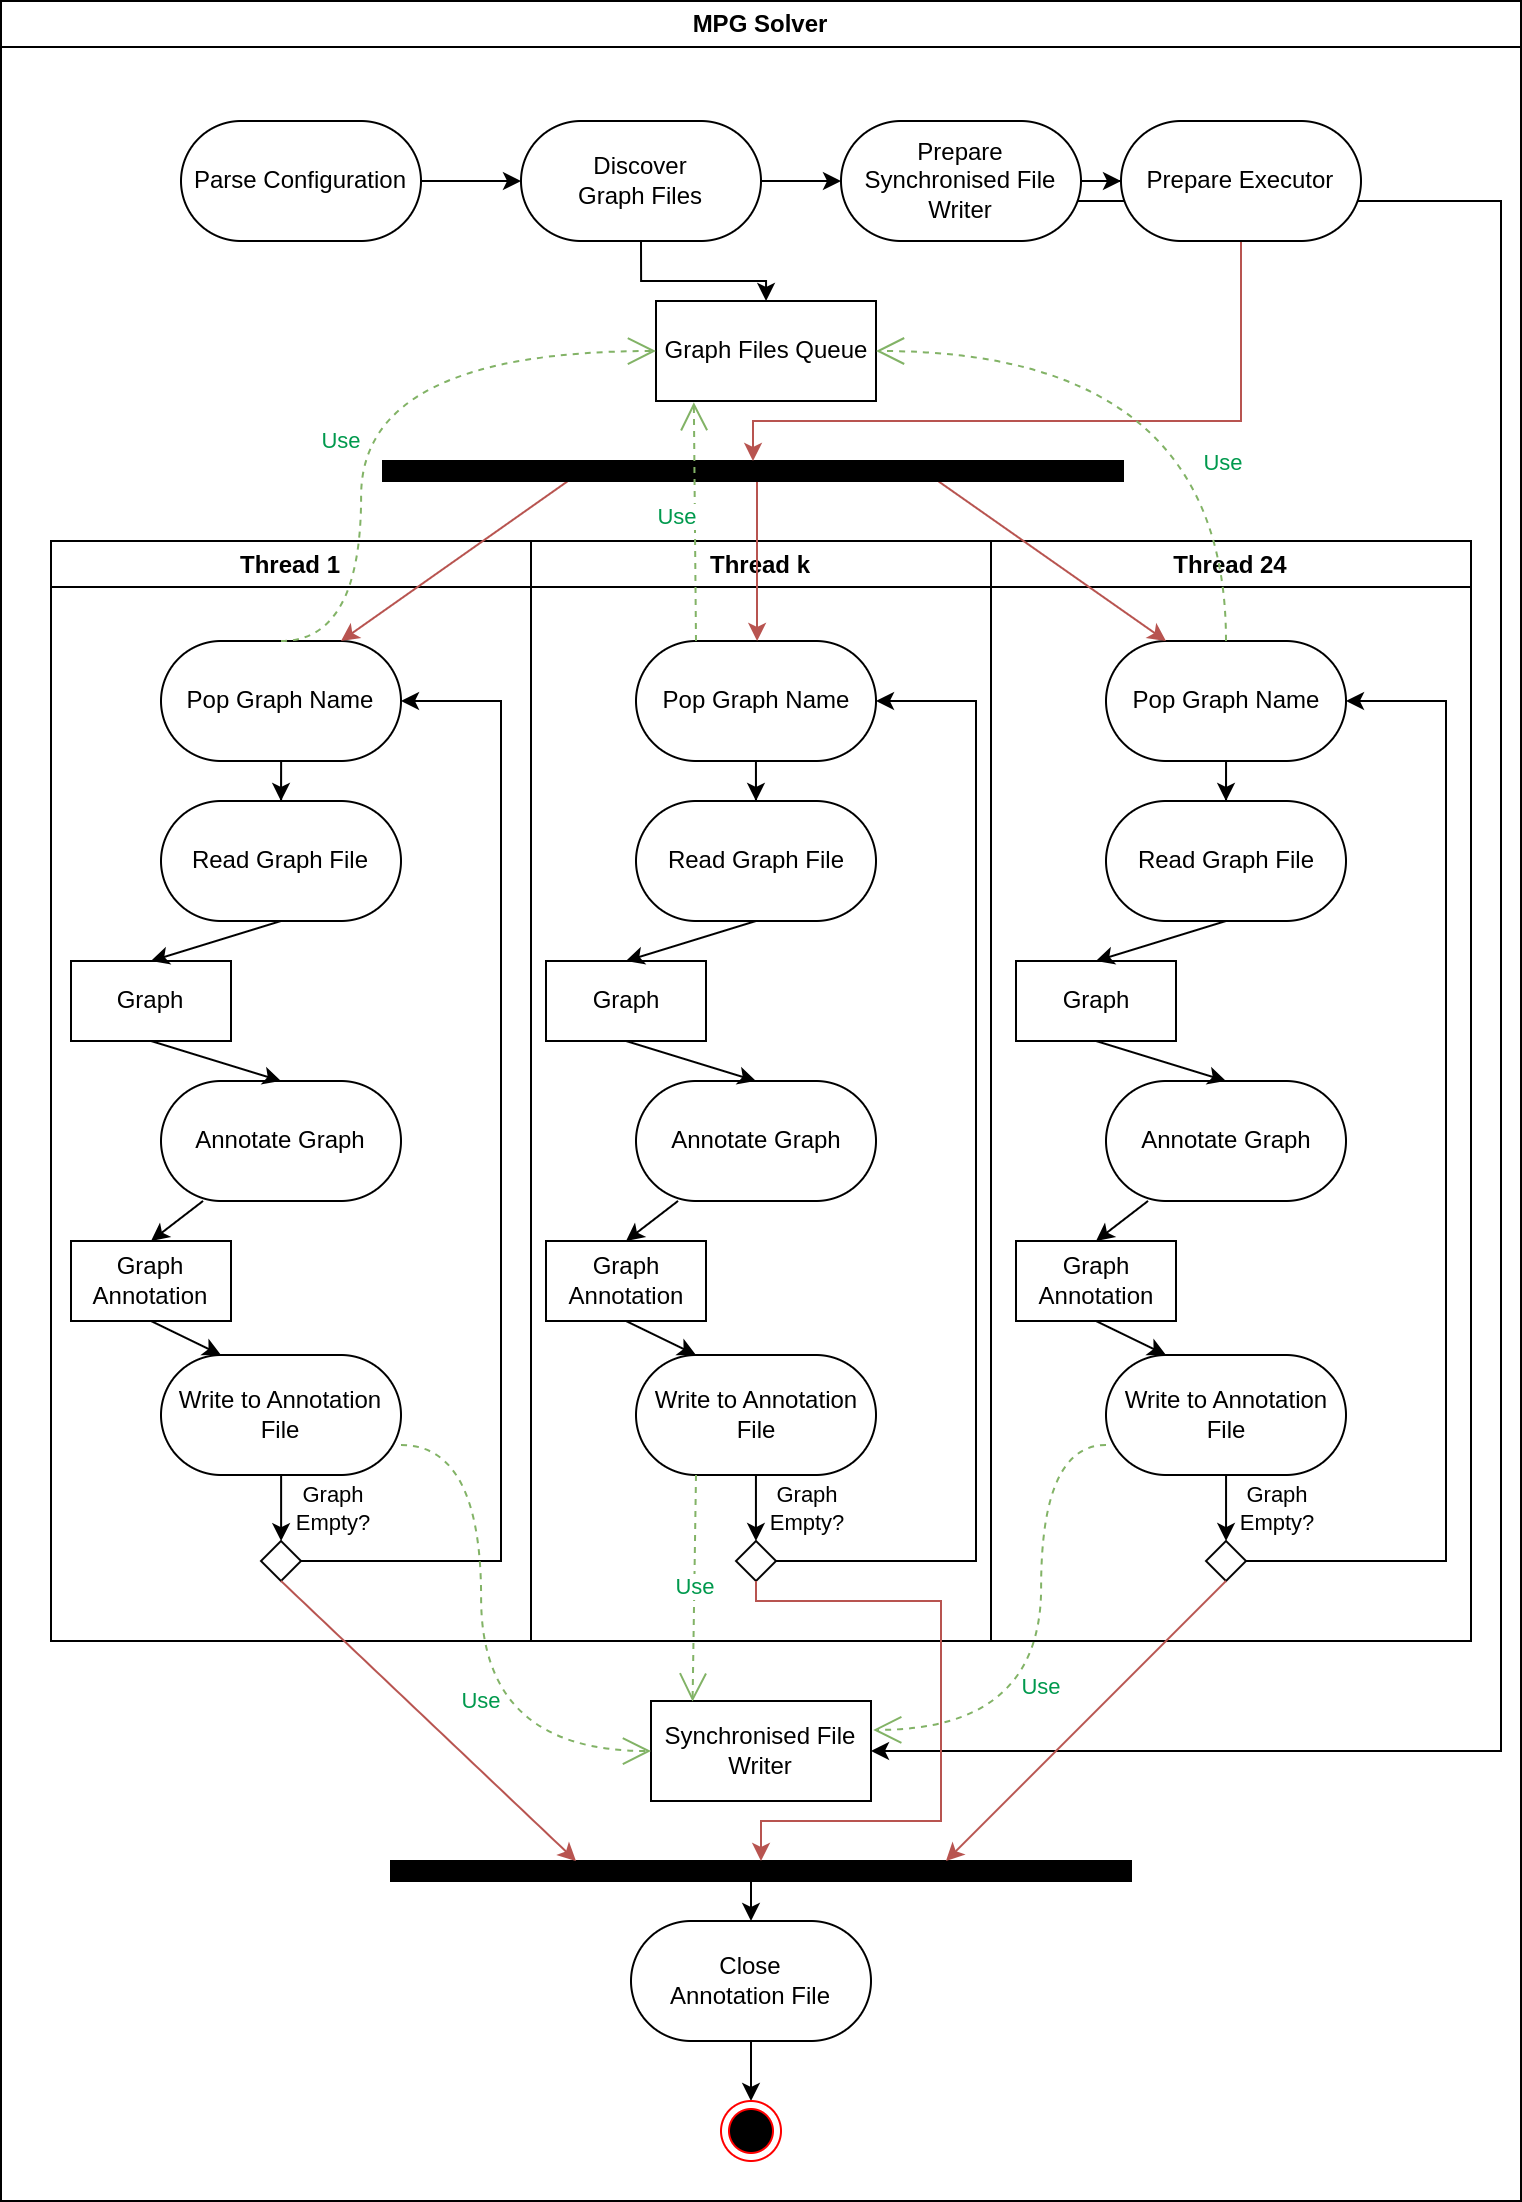 MPG Solver
Parse Configuration
Discover
Graph Files
Prepare
Synchronised File
Writer
Prepare Executor
Graph Files Queue
Use
Use
Use
Thread 1
Thread k
Thread 24
Pop Graph Name
Pop Graph Name
Pop Graph Name
Read Graph File
Read Graph File
Read Graph File
Graph
Graph
Graph
Annotate Graph
Annotate Graph
Annotate Graph
Graph
Annotation
Graph
Annotation
Graph
Annotation
Write to Annotation
File
Write to Annotation
File
Write to Annotation
File
Graph
Empty?
Graph
Empty?
Graph
Empty?
Use
Use
Use
Synchronised File
Writer
Close
Annotation File